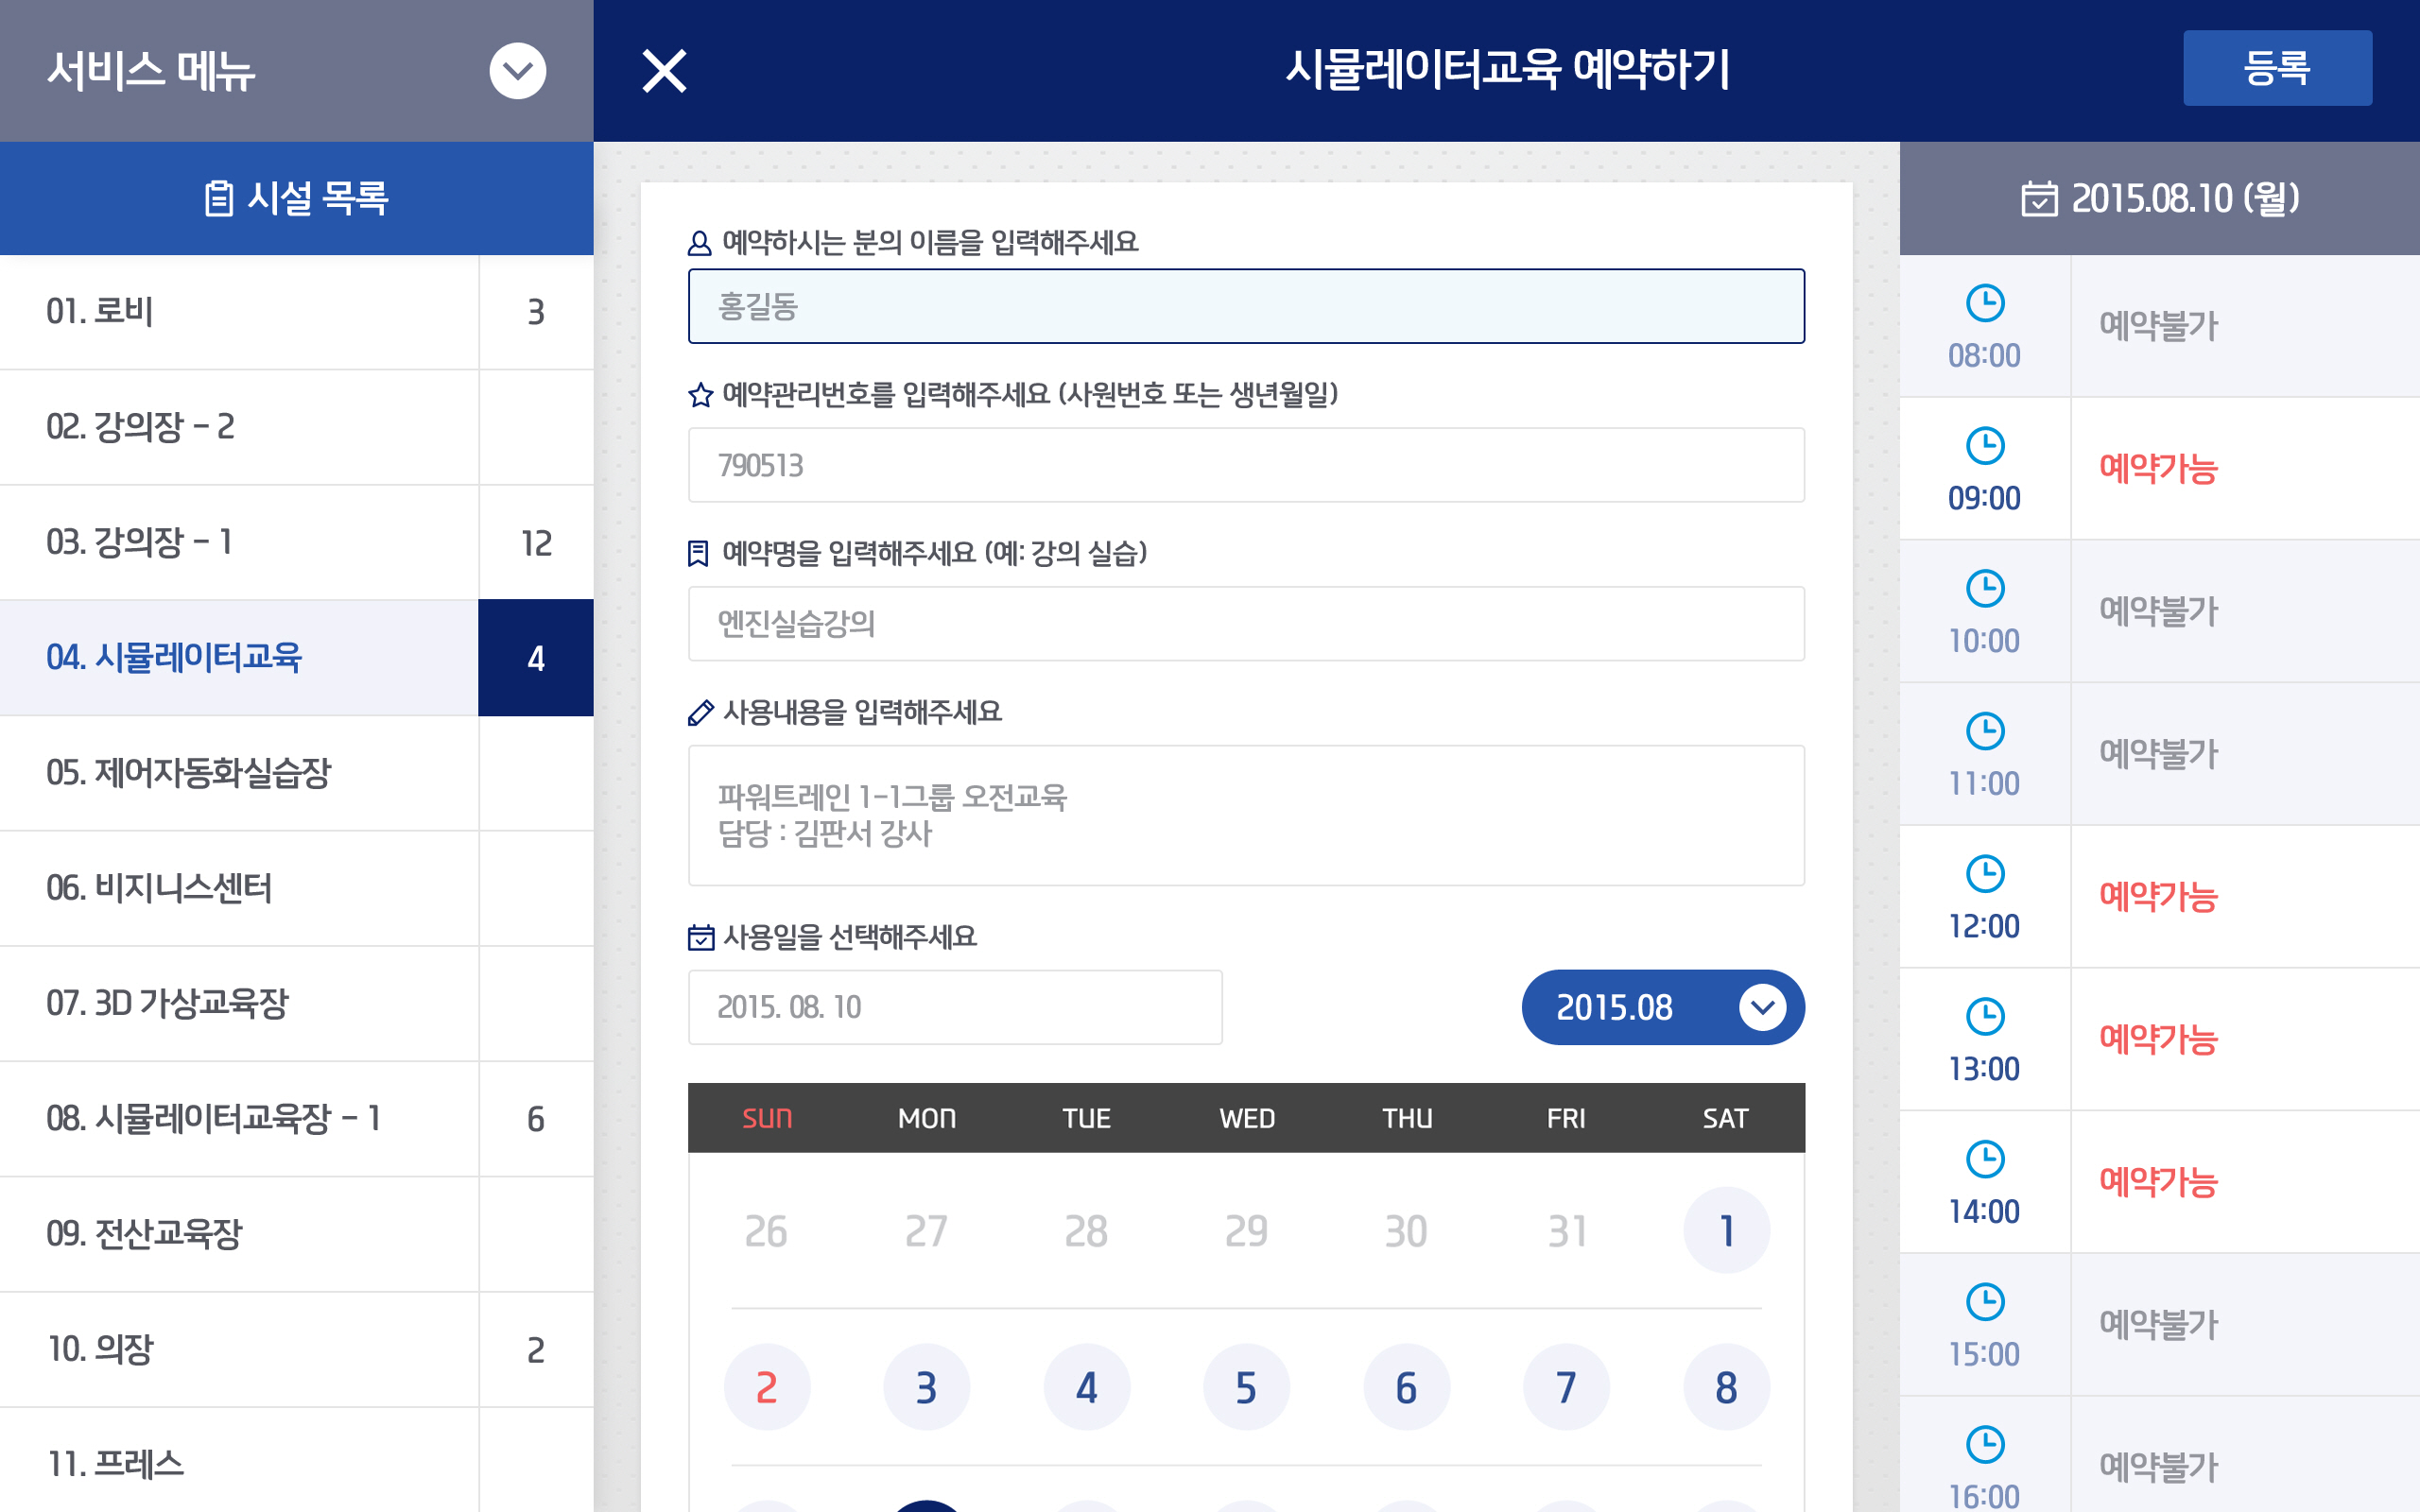 서비스 메뉴
시뮬레이터교육 예약하기
등록
시설 목록
01. 로비 3
02. 강의장 - 2
03. 강의장 - 1 12
04. 시뮬레이터교육 4
05. 제어자동화실습장
06. 비지니스센터
07. 3D 가상교육장
08. 시뮬레이터교육장 - 1 6
09. 전산교육장
10. 의장 2
11. 프레스
예약하시는 분의 이름을 입력해주세요
홍길동
예약관리번호를 입력해주세요 (사원번호 또는 생년월일)
790513
예약명을 입력해주세요 (예: 강의 실습)
엔진실습강의
사용내용을 입력해주세요
파워트레인 1-1그룹 오전교육
담당 : 김판서 강사
사용일을 선택해주세요
2015. 08. 10
2015.08
SUN MON TUE WED THU FRI SAT
26 27 28 29 30 31 1
2 3 4 5 6 7 8
2015.08.10 (월)
08:00 예약불가
09:00 예약가능
10:00 예약불가
11:00 예약불가
12:00 예약가능
13:00 예약가능
14:00 예약가능
15:00 예약불가
16:00 예약불가